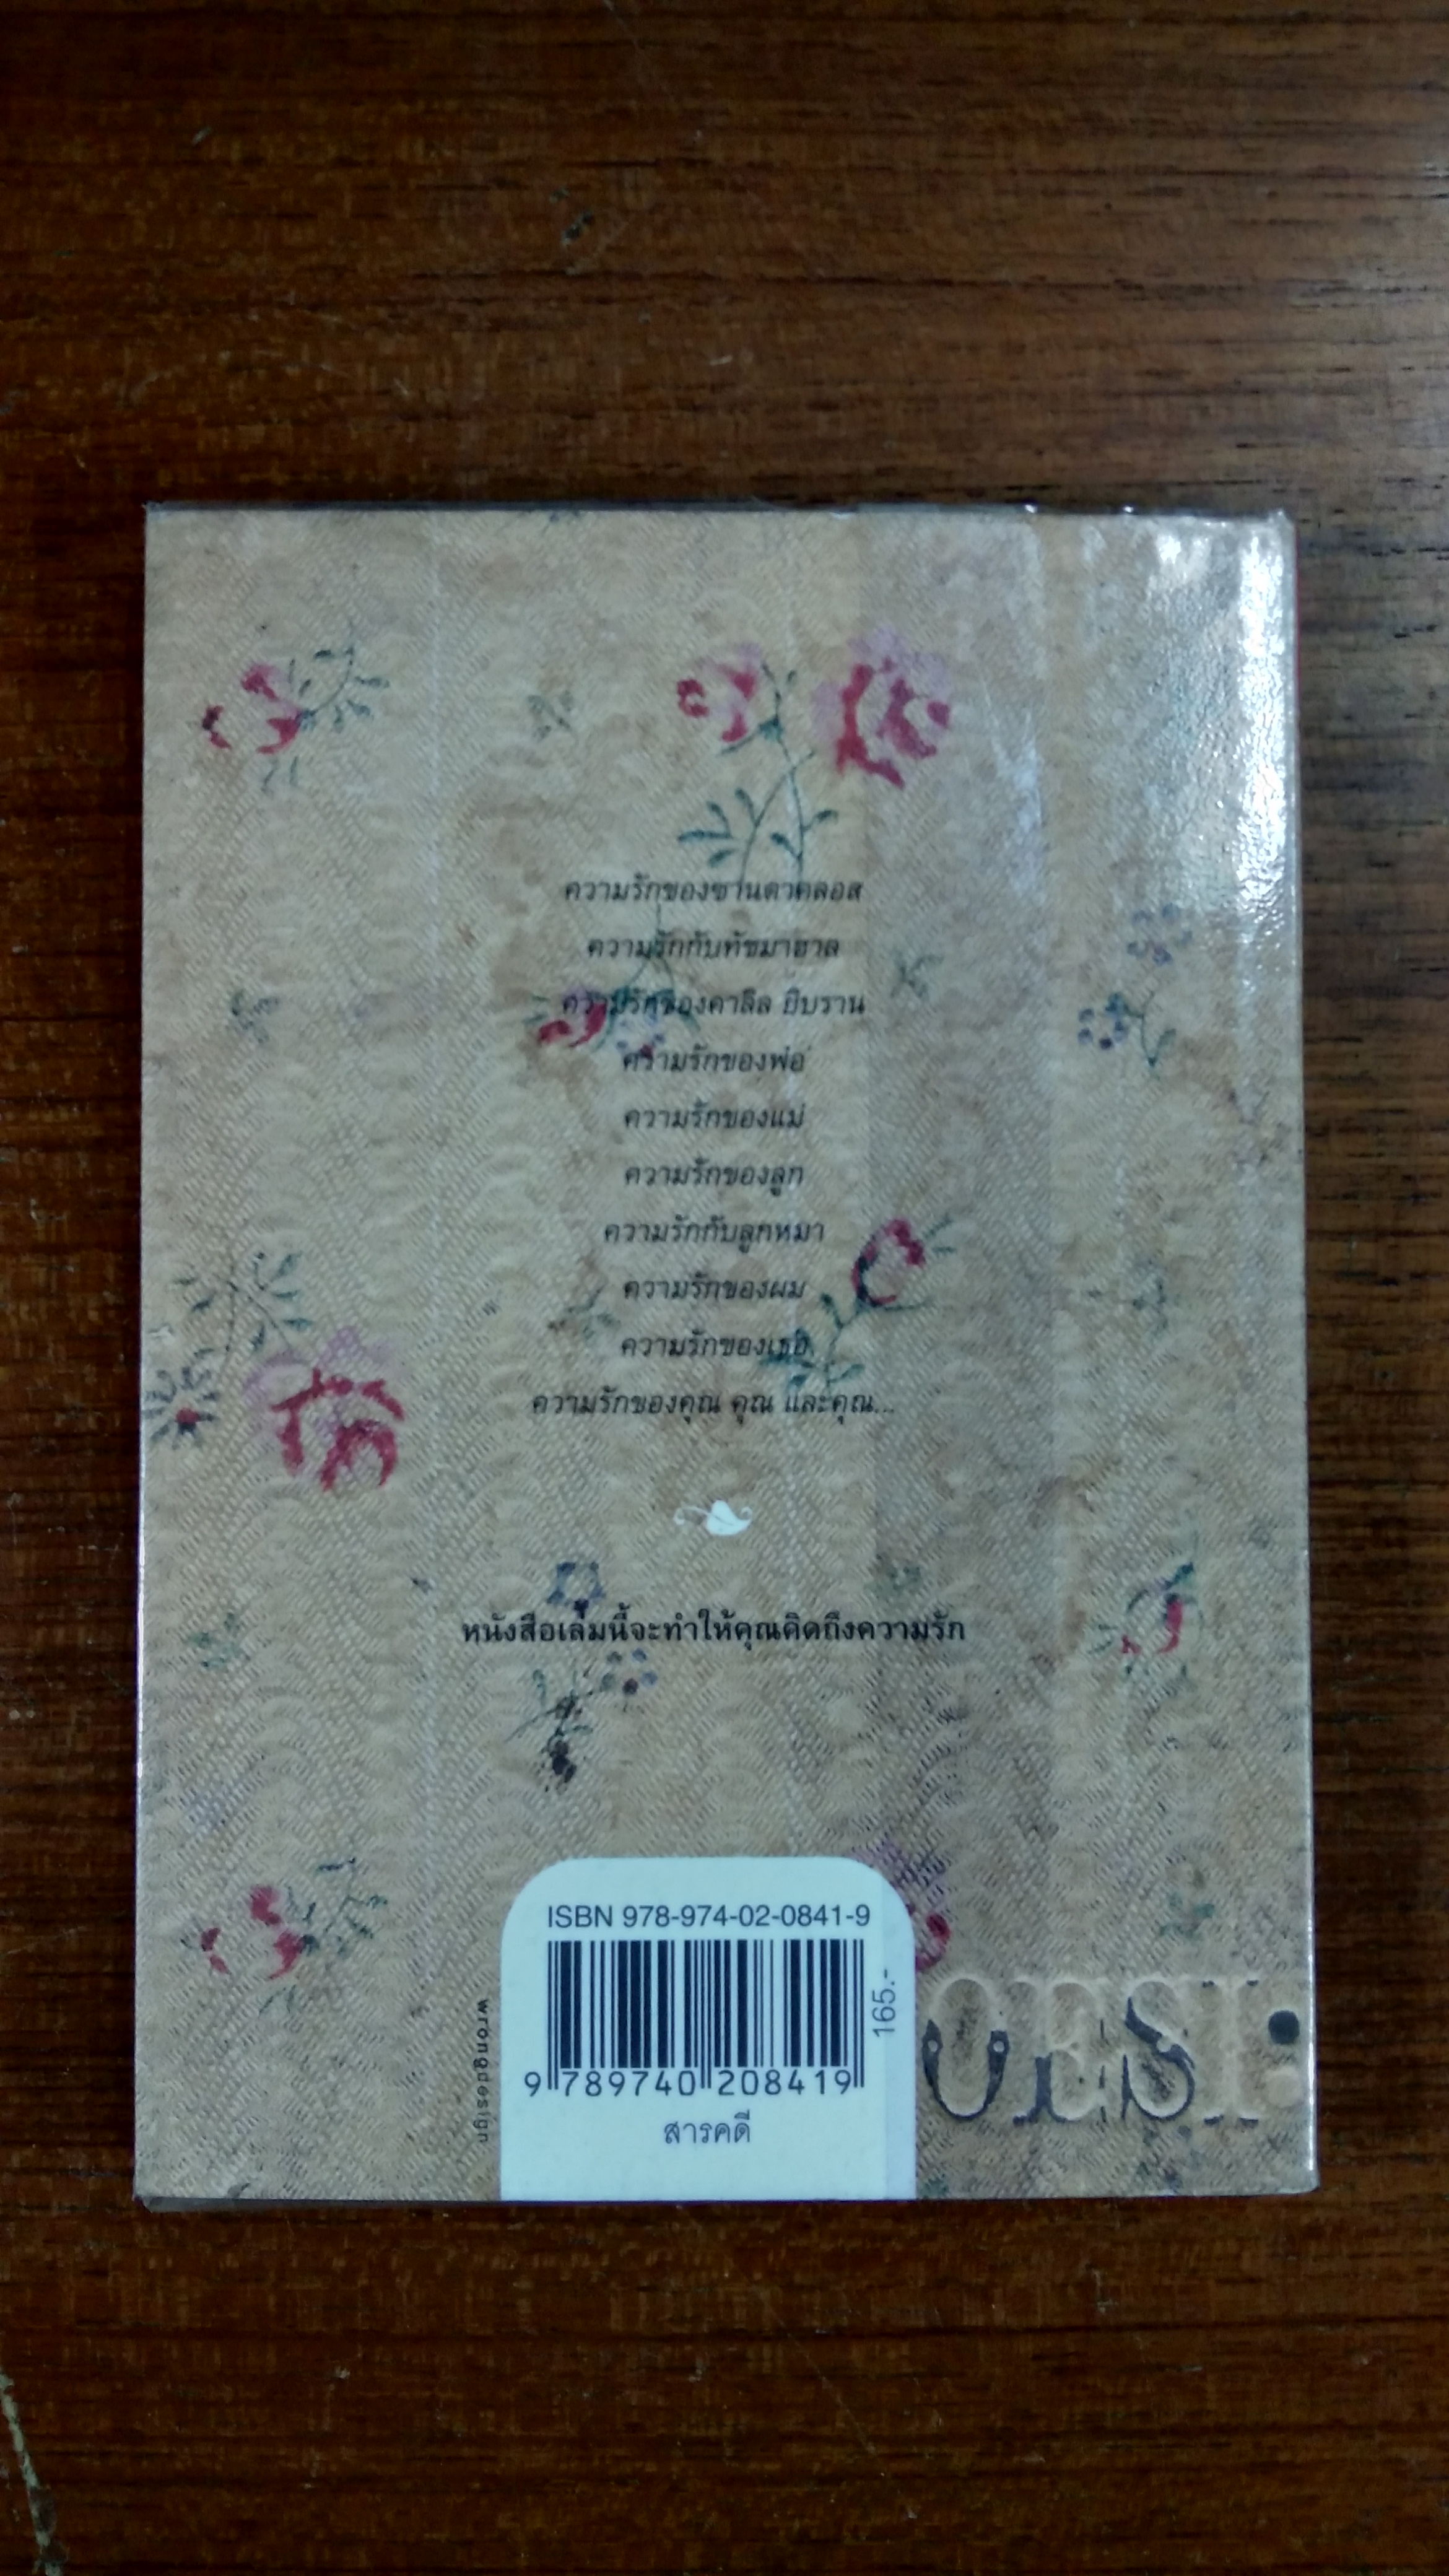 ความรักของซานตาคลอส
ความรักกับทัชมาฮาล
ความรักของคาลิล ยิบราน
ความรักของพ่อ
ความรักของแม่
ความรักของลูก
ความรักกับลูกหมา
ความรักของผม
ความรักของเธอ
ความรักของคุณ คุณ และคุณ...
หนังสือเล่มนี้จะทำให้คุณคิดถึงความรัก
ISBN 978-974-02-0841-9
165.-
9 789740 208419
สารคดี
wrongdesign